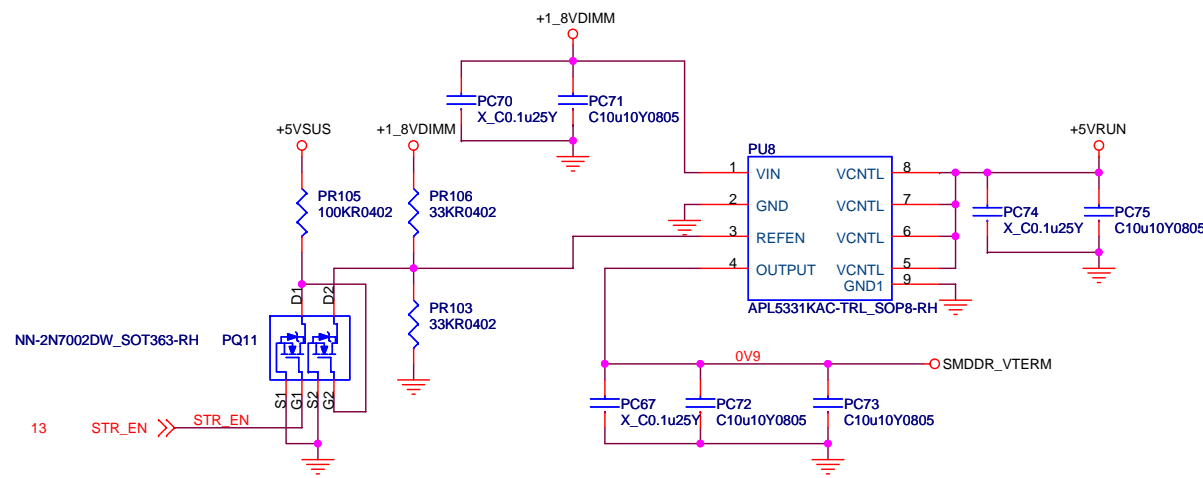 +1_8VDIMM
PC70
X_C0.1u25Y
PC71
C10u10Y0805
+5VSUS
+1_8VDIMM
+5VRUN
PR105
100KR0402
PR106
33KR0402
PU8
1
VIN
VCNTL
8
2
GND
VCNTL
7
3
REFEN
VCNTL
6
4
OUTPUT
VCNTL
5
GND1
9
APL5331KAC-TRL_SOP8-RH
PC74
X_C0.1u25Y
PC75
C10u10Y0805
D1
D2
PR103
33KR0402
NN-2N7002DW_SOT363-RH
PQ11
S1
G1
S2
G2
0V9
SMDDR_VTERM
PC67
X_C0.1u25Y
PC72
C10u10Y0805
PC73
C10u10Y0805
13
STR_EN
STR_EN